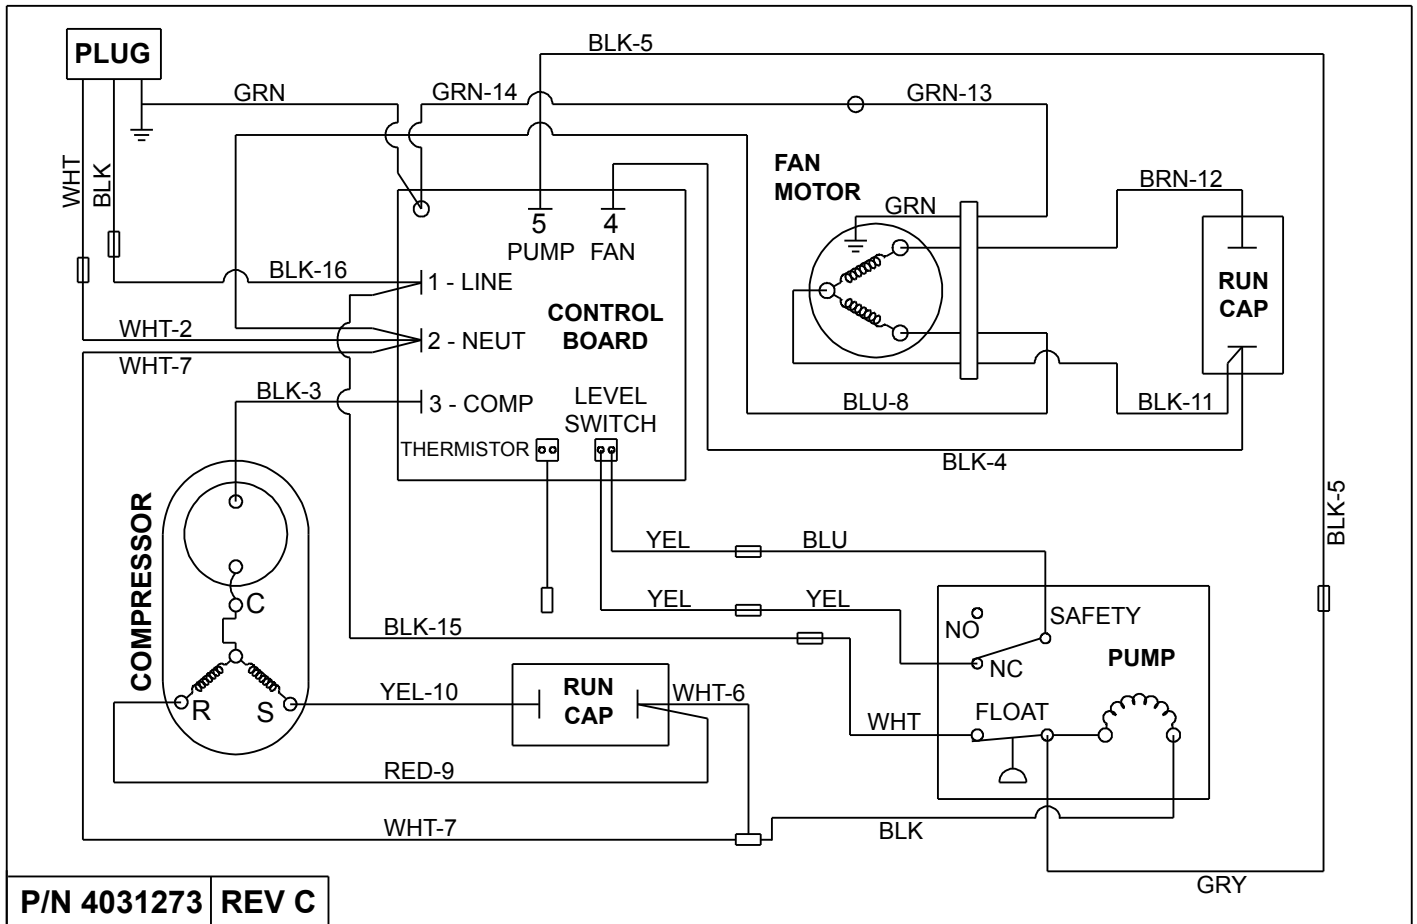 PLUG
BLK-5
GRN
GRN-14
GRN-13
WHT
BLK
FAN
MOTOR
BRN-12
GRN
5
PUMP
4
FAN
BLK-16
1 - LINE
RUN
CAP
CONTROL
BOARD
WHT-2
2 - NEUT
WHT-7
BLK-3
3 - COMP
LEVEL
SWITCH
BLU-8
BLK-11
THERMISTOR
BLK-4
COMPRESSOR
BLK-5
YEL
BLU
C
YEL
YEL
NO
SAFETY
BLK-15
NC
PUMP
R
S
YEL-10
RUN
CAP
WHT-6
WHT
FLOAT
RED-9
WHT-7
BLK
GRY
P/N 4031273
REV C